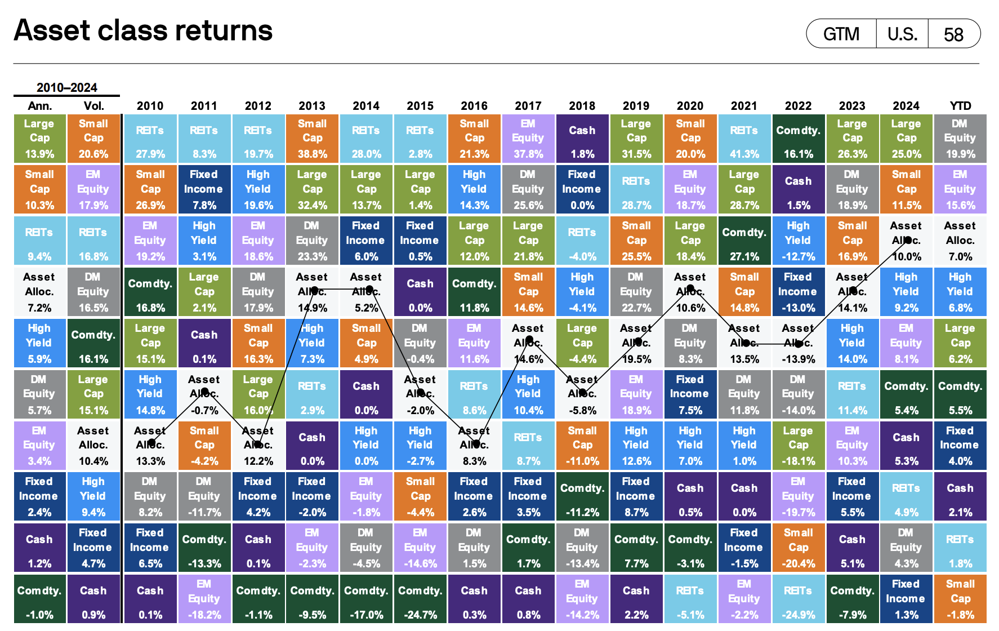 Asset class returns
GTM U.S. 58
2010–2024
Ann. Vol. 2010 2011 2012 2013 2014 2015 2016 2017 2018 2019 2020 2021 2022 2023 2024 YTD
Large Cap 13.9% Small Cap 20.6% REITs 27.9% REITs 8.3% REITs 19.7% Small Cap 38.8% REITs 28.0% REITs 2.8% Small Cap 21.3% EM Equity 37.8% Cash 1.8% Large Cap 31.5% Small Cap 20.0% REITs 41.3% Comdty. 16.1% Large Cap 26.3% Large Cap 25.0% DM Equity 19.9%
Small Cap 10.3% EM Equity 17.9% Small Cap 26.9% Fixed Income 7.8% High Yield 19.6% Large Cap 32.4% Large Cap 13.7% Large Cap 1.4% High Yield 14.3% DM Equity 25.6% Fixed Income 0.0% REITs 28.7% EM Equity 18.7% Large Cap 28.7% Cash 1.5% DM Equity 18.9% Small Cap 11.5% EM Equity 15.6%
REITs 9.4% REITs 16.8% EM Equity 19.2% High Yield 3.1% EM Equity 18.6% DM Equity 23.3% Fixed Income 6.0% Fixed Income 0.5% Large Cap 12.0% Large Cap 21.8% REITs -4.0% Small Cap 25.5% Large Cap 18.4% Comdty. 27.1% High Yield -12.7% Small Cap 16.9% Asset Alloc. 10.0% Asset Alloc. 7.0%
Asset Alloc. 7.2% DM Equity 16.5% Comdty. 16.8% Large Cap 2.1% DM Equity 17.9% Asset Alloc. 14.9% Asset Alloc. 5.2% Cash 0.0% Comdty. 11.8% Small Cap 14.6% High Yield -4.1% DM Equity 22.7% Asset Alloc. 10.6% Small Cap 14.8% Fixed Income -13.0% Asset Alloc. 14.1% High Yield 9.2% High Yield 6.8%
High Yield 5.9% Comdty. 16.1% Large Cap 15.1% Cash 0.1% Small Cap 16.3% High Yield 7.3% Small Cap 4.9% DM Equity -0.4% EM Equity 11.6% Asset Alloc. 14.6% Large Cap -4.4% Asset Alloc. 19.5% DM Equity 8.3% Asset Alloc. 13.5% Asset Alloc. -13.9% High Yield 14.0% EM Equity 8.1% Large Cap 6.2%
DM Equity 5.7% Large Cap 15.1% High Yield 14.8% Asset Alloc. -0.7% Large Cap 16.0% REITs 2.9% Cash 0.0% Asset Alloc. -2.0% REITs 8.6% High Yield 10.4% Asset Alloc. -5.8% EM Equity 18.9% Fixed Income 7.5% DM Equity 11.8% DM Equity -14.0% REITs 11.4% Comdty. 5.4% Comdty. 5.5%
EM Equity 3.4% Asset Alloc. 10.4% Asset Alloc. 13.3% Small Cap -4.2% Asset Alloc. 12.2% Cash 0.0% High Yield 0.0% High Yield -2.7% Asset Alloc. 8.3% REITs 8.7% Small Cap -11.0% High Yield 12.6% High Yield 7.0% High Yield 1.0% Large Cap -18.1% EM Equity 10.3% Cash 5.3% Fixed Income 4.0%
Fixed Income 2.4% High Yield 9.4% DM Equity 8.2% DM Equity -11.7% Fixed Income 4.2% Fixed Income -2.0% EM Equity -1.8% Small Cap -4.4% Fixed Income 2.6% Fixed Income 3.5% Comdty. -11.2% Fixed Income 8.7% Cash 0.5% Cash 0.0% EM Equity -19.7% Fixed Income 5.5% REITs 4.9% Cash 2.1%
Cash 1.2% Fixed Income 4.7% Fixed Income 6.5% Comdty. -13.3% Cash 0.1% EM Equity -2.3% DM Equity -4.5% EM Equity -14.6% DM Equity 1.5% Comdty. 1.7% DM Equity -13.4% Comdty. 7.7% Comdty. -3.1% Fixed Income -1.5% Small Cap -20.4% Cash 5.1% DM Equity 4.3% REITs 1.8%
Comdty. -1.0% Cash 0.9% Cash 0.1% EM Equity -18.2% Comdty. -1.1% Comdty. -9.5% Comdty. -17.0% Comdty. -24.7% Cash 0.3% Cash 0.8% EM Equity -14.2% Cash 2.2% REITs -5.1% EM Equity -2.2% REITs -24.9% Comdty. -7.9% Fixed Income 1.3% Small Cap -1.8%